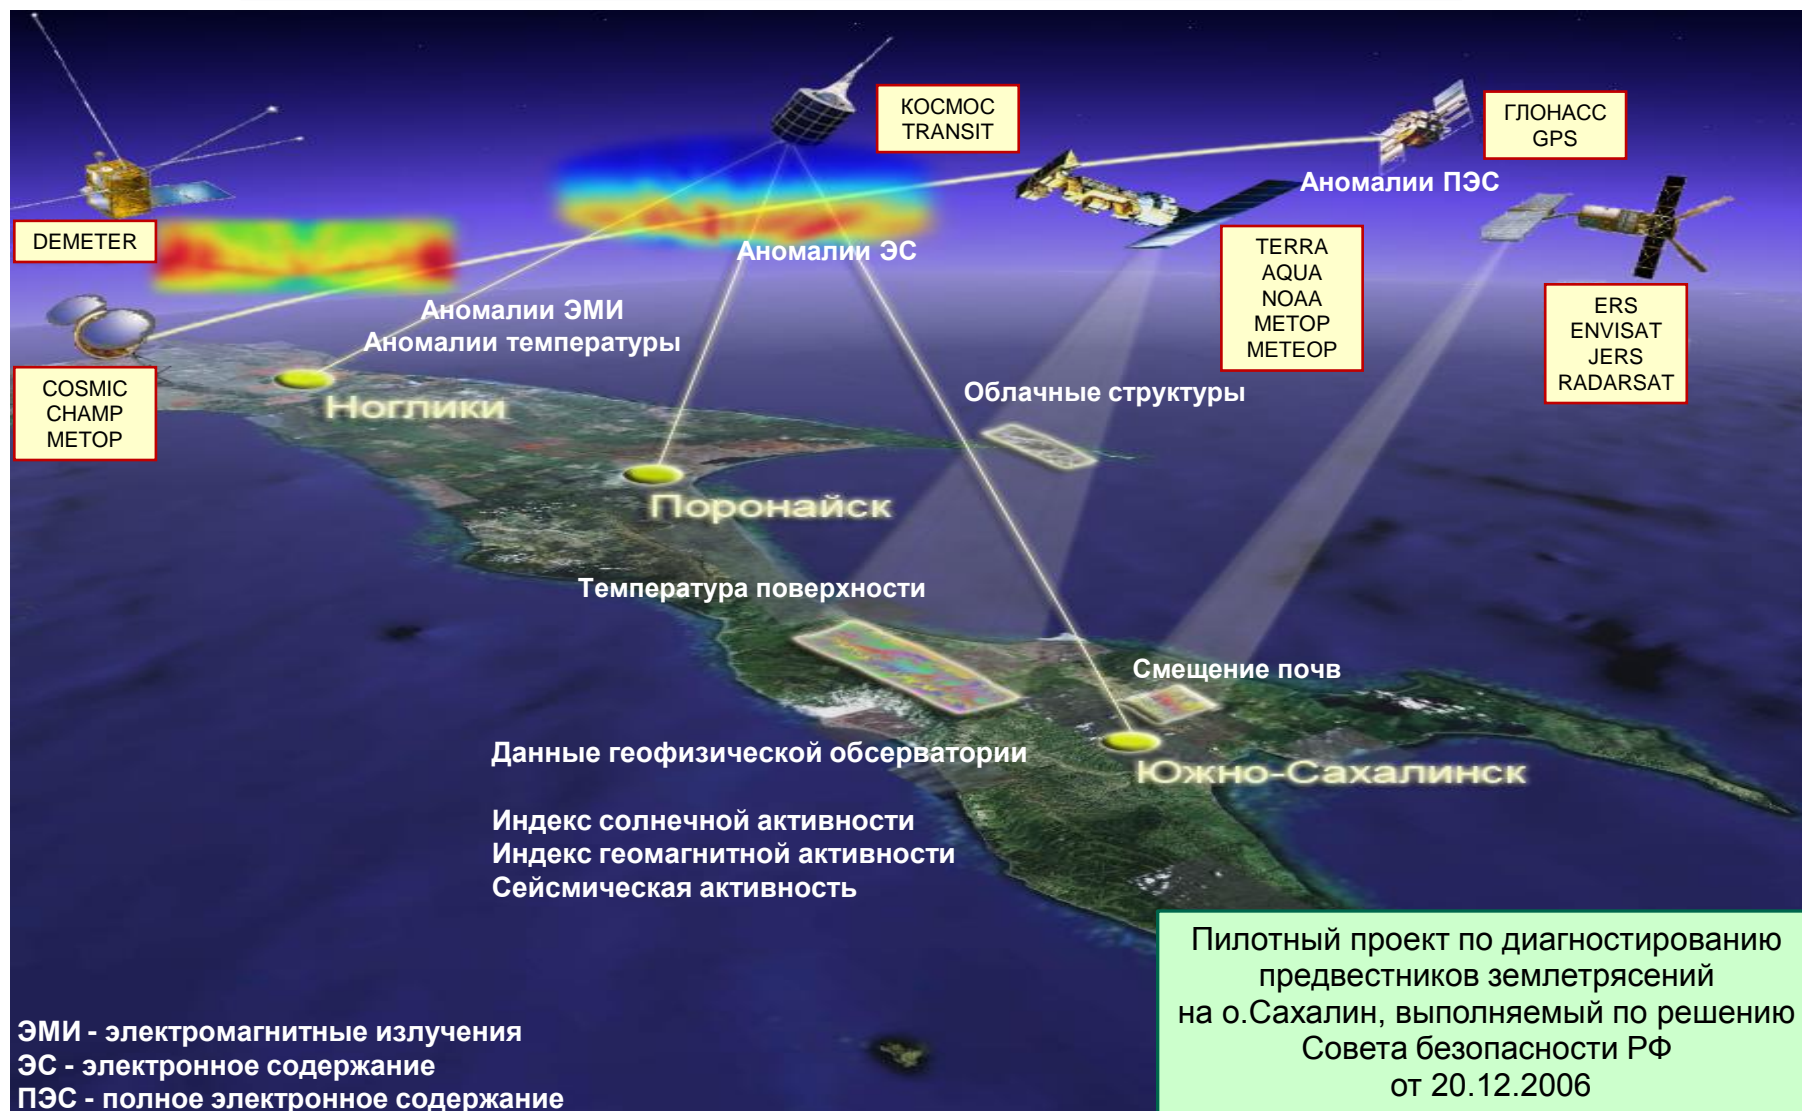 КОСМОС
TRANSIT
ГЛОНАСС
GPS
Аномалии ПЭС
DEMETER
Аномалии ЭС
TERRA
AQUA
NOAA
МЕТОР
МЕТЕОР
ERS
ENVISAT
JERS
RADARSAT
Аномалии ЭМИ
Аномалии температуры
COSMIC
CHAMP
МЕТОР
Ноглики
Облачные структуры
Поронайск
Температура поверхности
Смещение почв
Южно-Сахалинск
Данные геофизической обсерватории
Индекс солнечной активности
Индекс геомагнитной активности
Сейсмическая активность
Пилотный проект по диагностированию
предвестников землетрясений
на о.Сахалин, выполняемый по решению
Совета безопасности РФ
от 20.12.2006
ЭМИ - электромагнитные излучения
ЭС - электронное содержание
ПЭС - полное электронное содержание